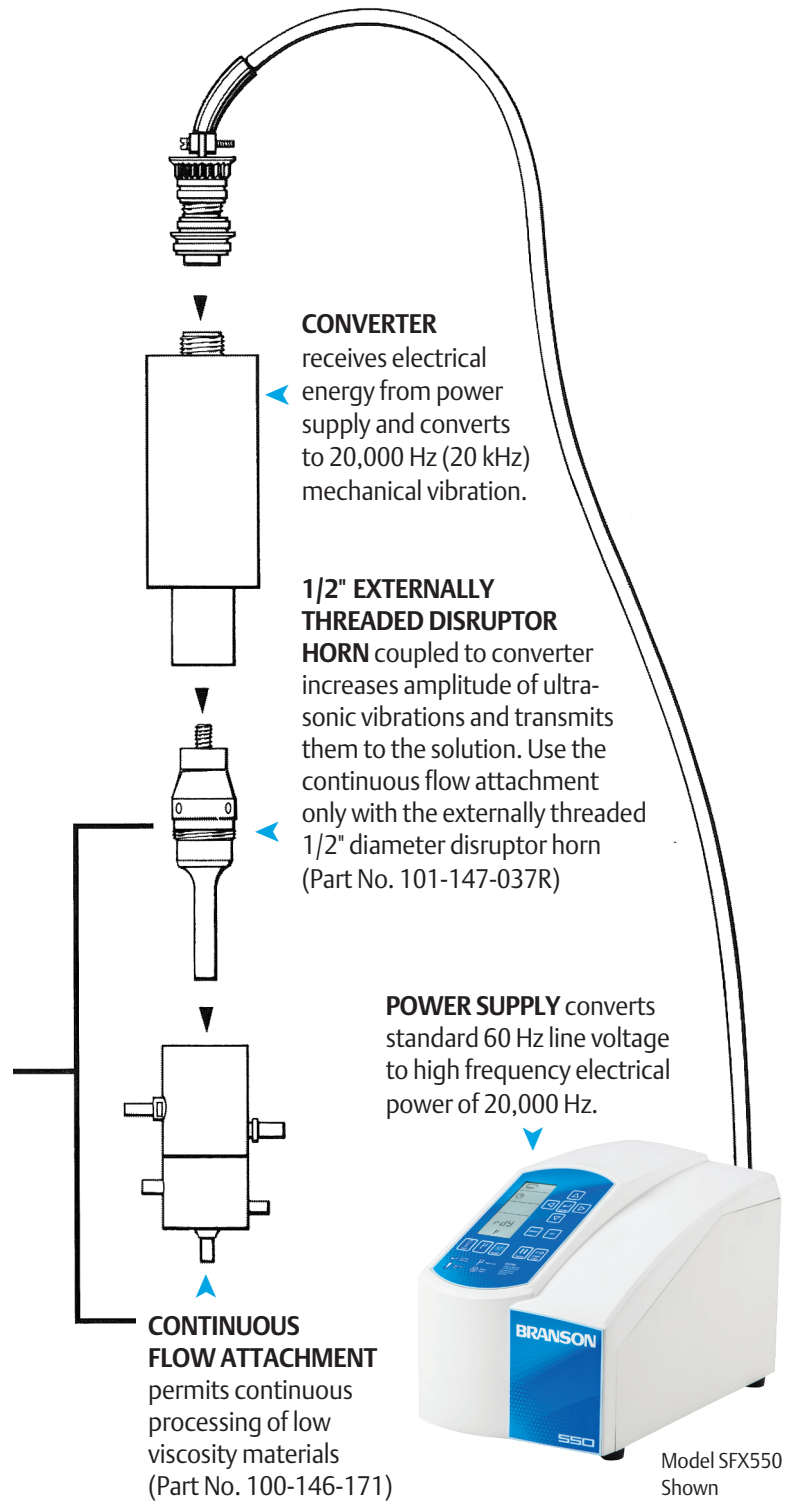 CONVERTER
receives electrical
energy from power
supply and converts
to 20,000 Hz (20 kHz)
mechanical vibration.
1/2" EXTERNALLY
THREADED DISRUPTOR
HORN coupled to converter
increases amplitude of ultra-
sonic vibrations and transmits
them to the solution. Use the
continuous flow attachment
only with the externally threaded
1/2" diameter disruptor horn
(Part No. 101-147-037R)
POWER SUPPLY converts
standard 60 Hz line voltage
to high frequency electrical
power of 20,000 Hz.
BRANSON
550
Model SFX550
Shown
CONTINUOUS
FLOW ATTACHMENT
permits continuous
processing of low
viscosity materials
(Part No. 100-146-171)